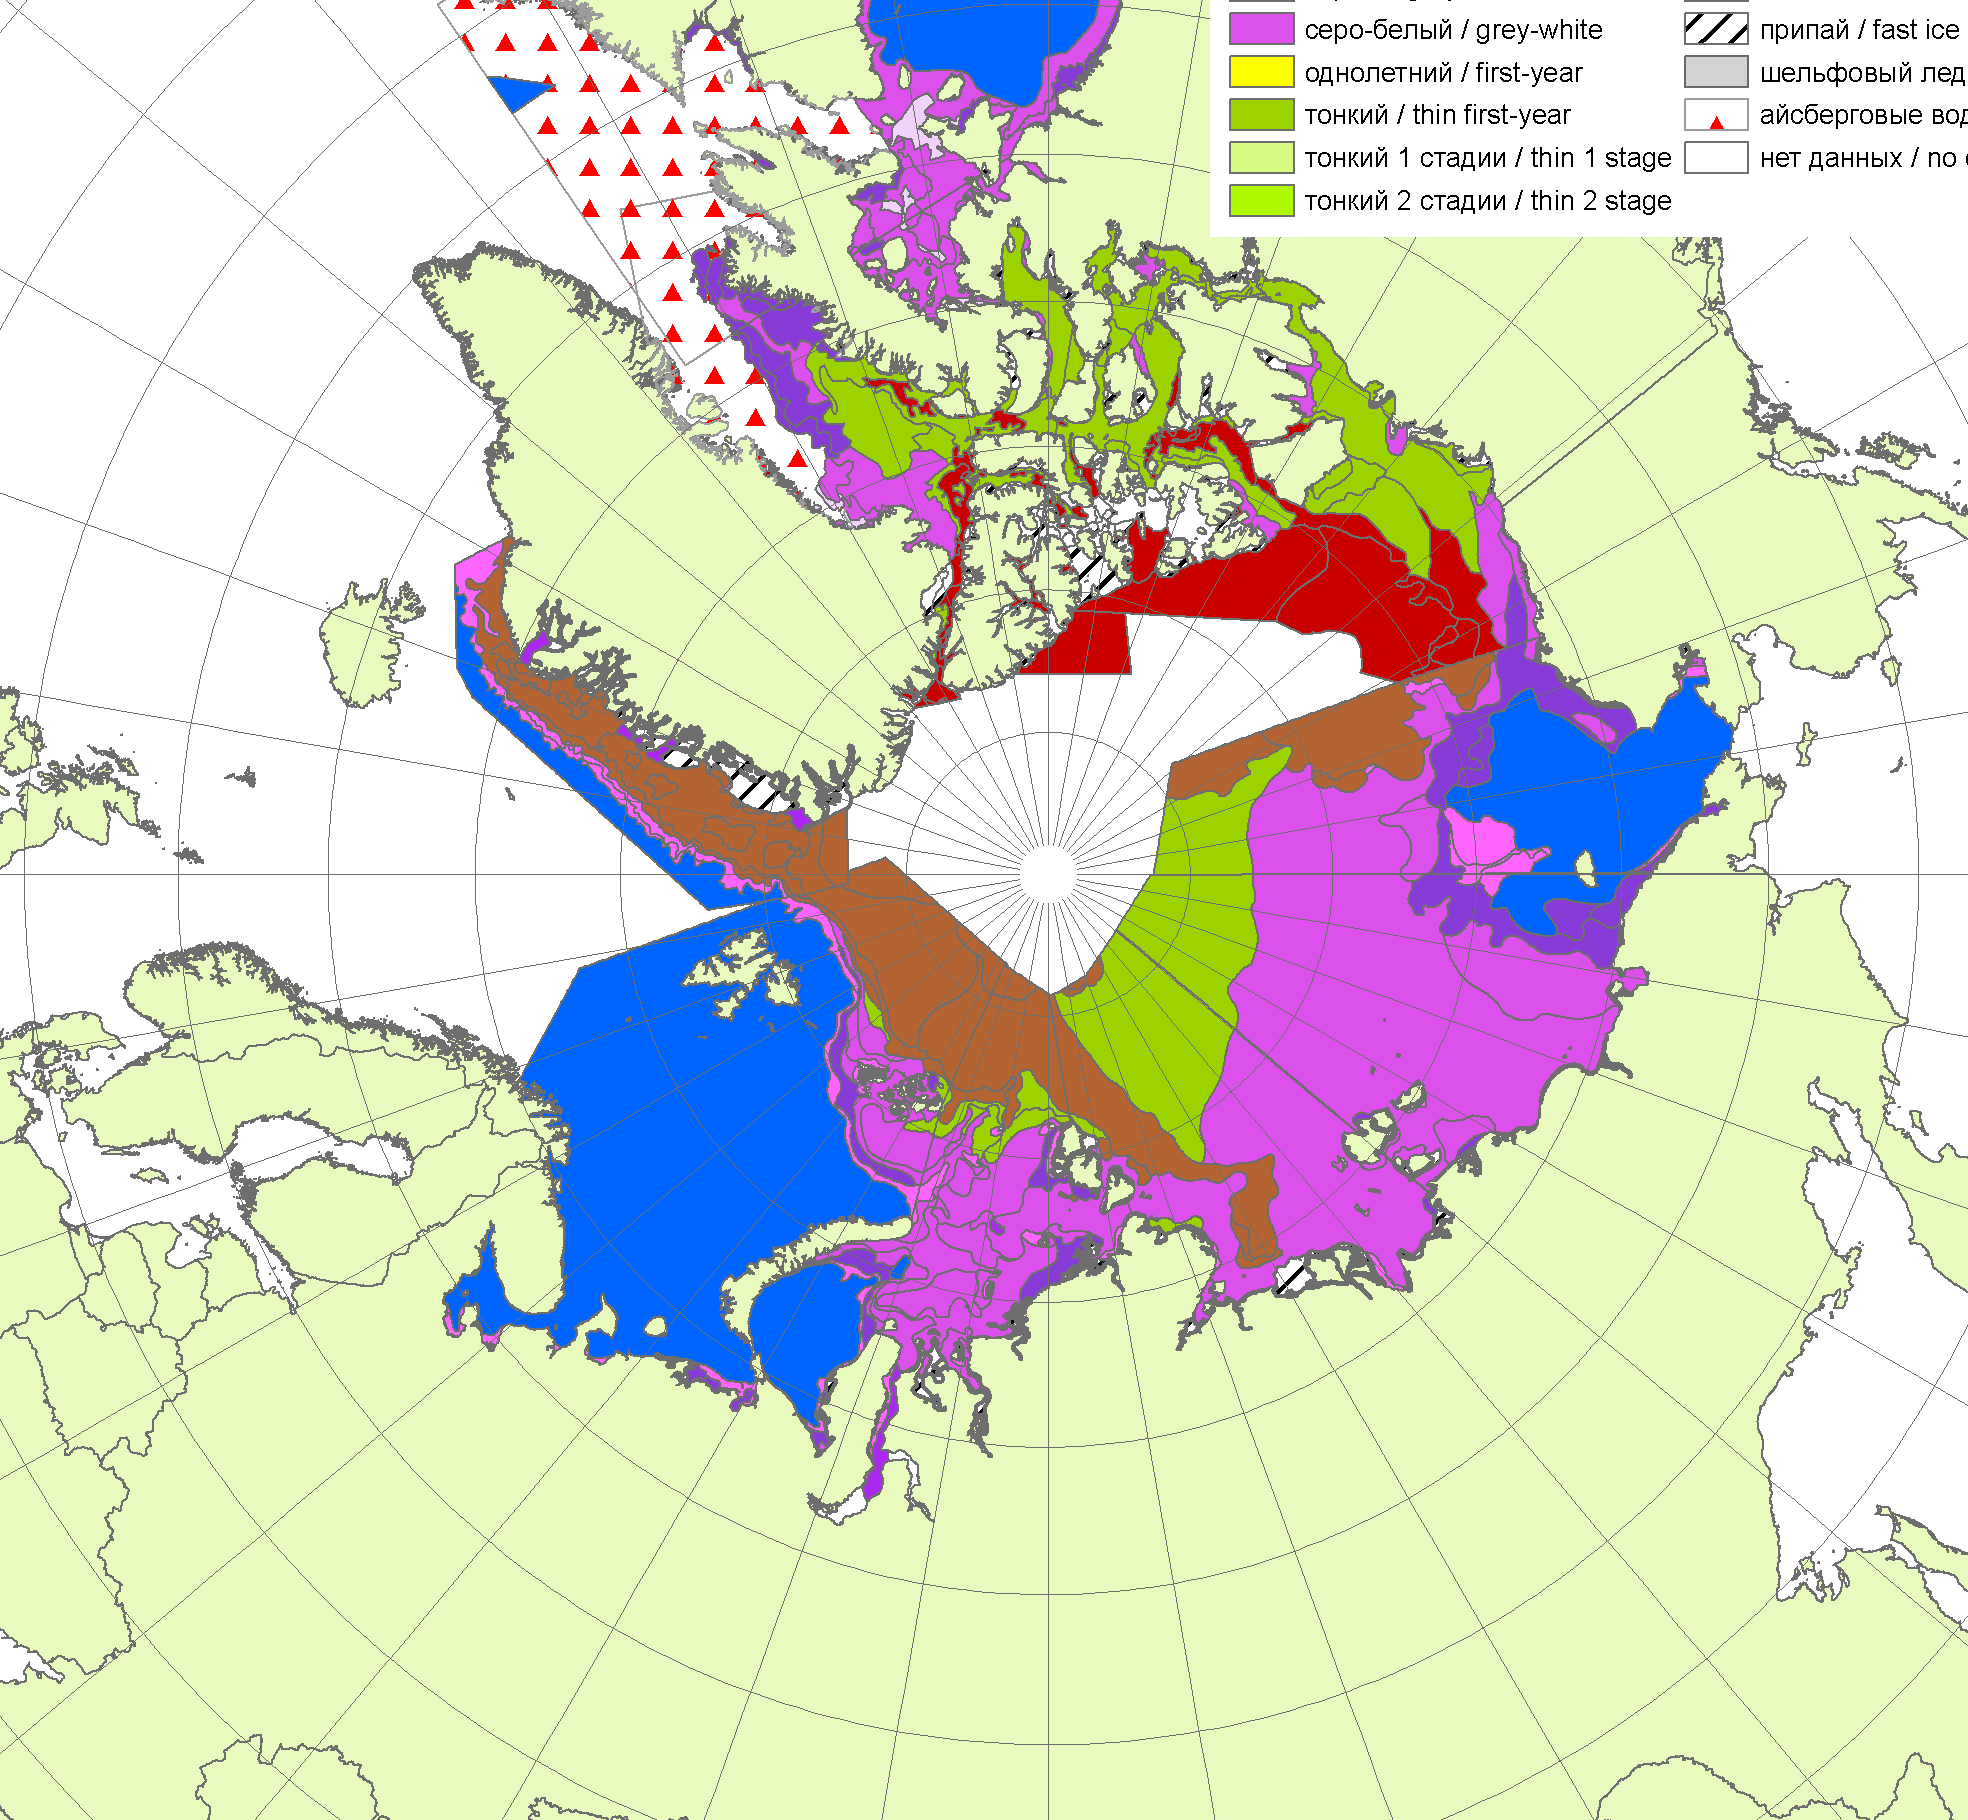 серо-белый / grey-white
однолетний / first-year
тонкий / thin first-year
тонкий 1 стадии / thin 1 stage
тонкий 2 стадии / thin 2 stage
припай / fast ice
шельфовый лед
айсберговые
нет данных / no